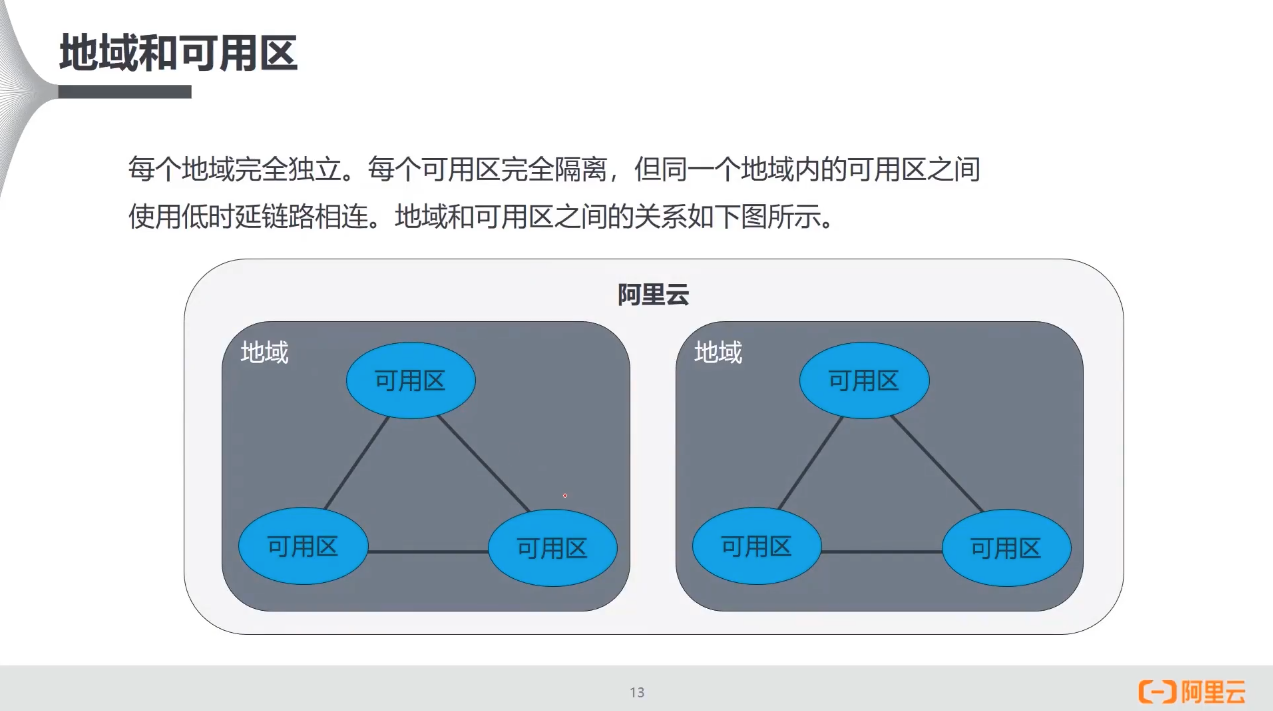 地域和可用区
每个地域完全独立。每个可用区完全隔离，但同一个地域内的可用区之间
使用低时延链路相连。地域和可用区之间的关系如下图所示。
阿里云
地域
可用区
可用区
可用区
地域
可用区
可用区
可用区
13
阿里云